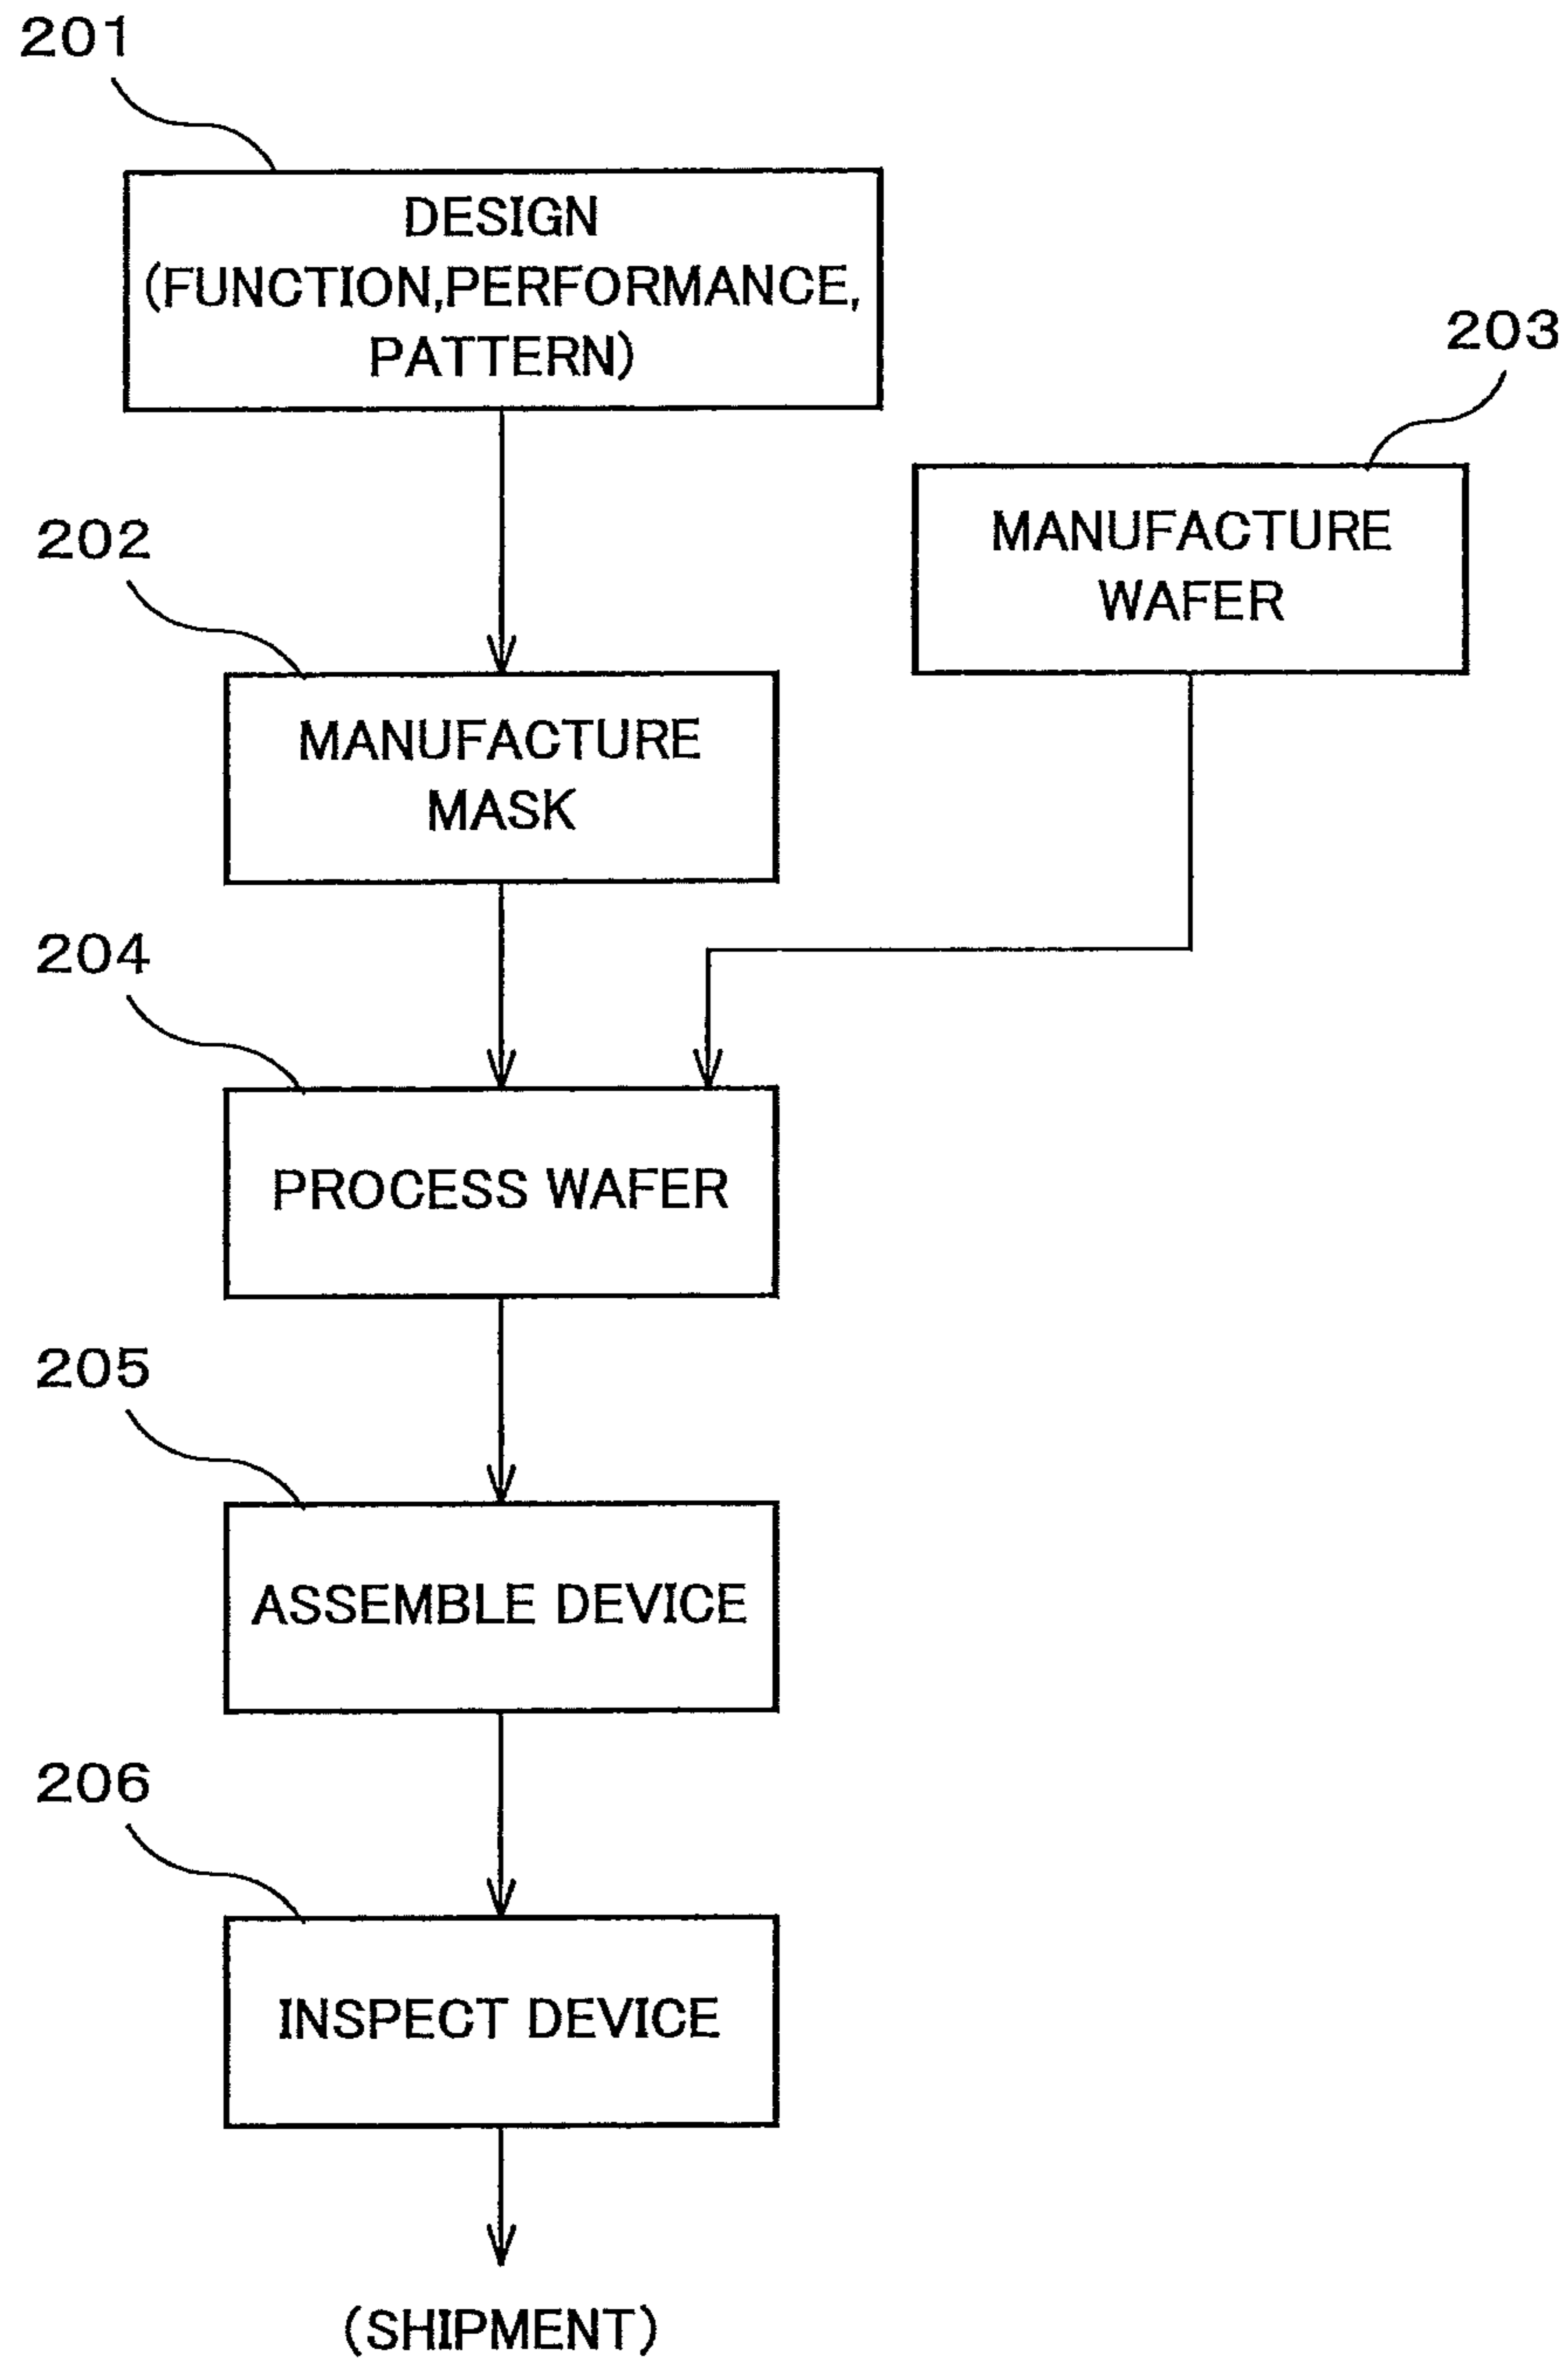 201
DESIGN
(FUNCTION,PERFORMANCE,
PATTERN)
203
MANUFACTURE
WAFER
202
MANUFACTURE
MASK
204
PROCESS WAFER
205
ASSEMBLE DEVICE
206
INSPECT DEVICE
(SHIPMENT)